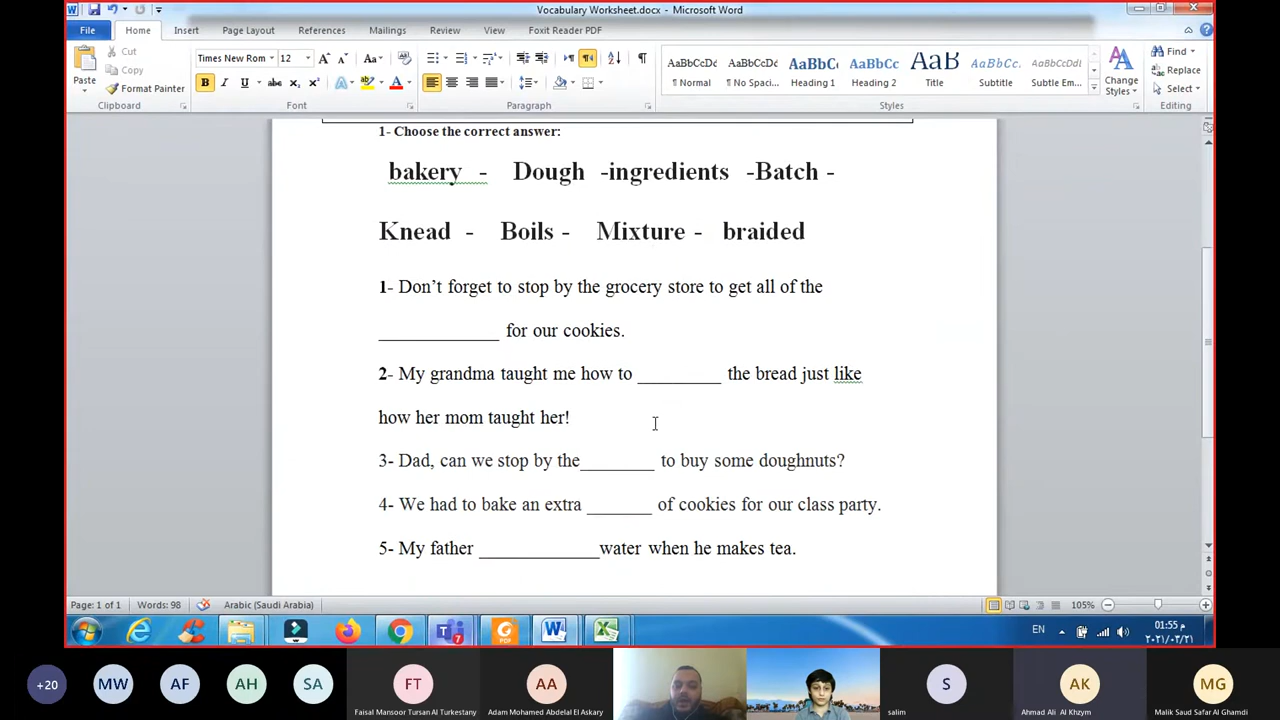 Vocabulary Worksheet.docx - Microsoft Word
File Home Insert Page Layout References Mailings Review View Foxit Reader PDF
Paste
Cut
Copy
Format Painter
Clipboard
Times New Rom 12
Font
Paragraph
AaBbCcDc AaBbCcDc AaBbC AaBbCc AaB AaBbCc. AaBbCcDd
¶ Normal ¶ No Spaci... Heading 1 Heading 2 Title Subtitle Subtle Em...
Styles
Change Styles
Find
Replace
Select
Editing
1- Choose the correct answer:
bakery - Dough -ingredients -Batch -
Knead - Boils - Mixture - braided
1- Don’t forget to stop by the grocery store to get all of the
_____________ for our cookies.
2- My grandma taught me how to _________ the bread just like
how her mom taught her!
3- Dad, can we stop by the________ to buy some doughnuts?
4- We had to bake an extra _______ of cookies for our class party.
5- My father _____________water when he makes tea.
Page: 1 of 1 Words: 98 Arabic (Saudi Arabia) 105%
EN
01:55 م
٢٠٢١/٠٣/٢١
+20 MW AF AH SA FT AA S AK MG
Faisal Mansoor Tursan Al Turkestany
Adam Mohamed Abdelal El Askary
salim
Ahmad Ali Al Khzym
Malik Saud Safar Al Ghamdi